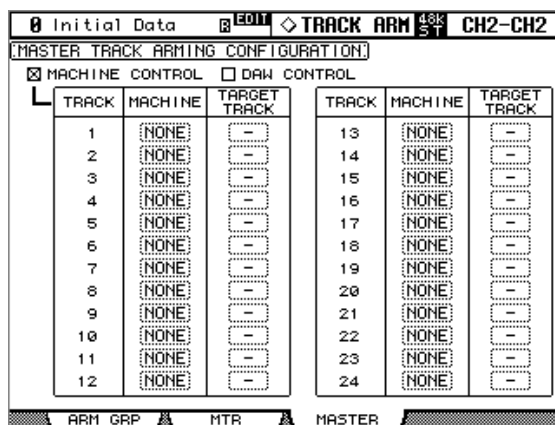 0 Initial Data R EDIT ◇TRACK ARM 48k ST CH2-CH2
MASTER TRACK ARMING CONFIGURATION
☒ MACHINE CONTROL ☐ DAW CONTROL
TRACK MACHINE TARGET TRACK TRACK MACHINE TARGET TRACK
1 NONE - 13 NONE -
2 NONE - 14 NONE -
3 NONE - 15 NONE -
4 NONE - 16 NONE -
5 NONE - 17 NONE -
6 NONE - 18 NONE -
7 NONE - 19 NONE -
8 NONE - 20 NONE -
9 NONE - 21 NONE -
10 NONE - 22 NONE -
11 NONE - 23 NONE -
12 NONE - 24 NONE -
ARM GRP MTR MASTER